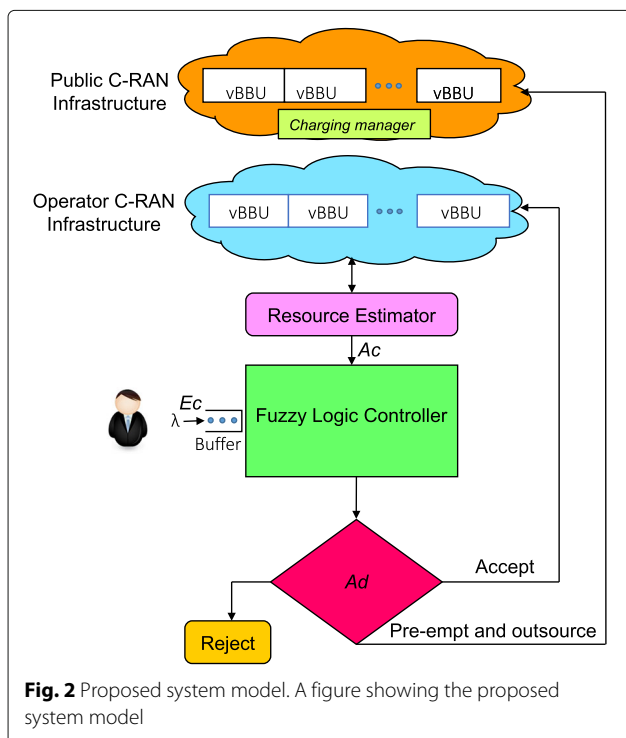 Public C-RAN
Infrastructure
vBBU vBBU vBBU
Charging manager
Operator C-RAN
Infrastructure
vBBU vBBU vBBU
Resource Estimator
Ac
Ec
λ
Buffer
Fuzzy Logic Controller
Ad
Accept
Reject
Pre-empt and outsource
Fig. 2 Proposed system model. A figure showing the proposed
system model